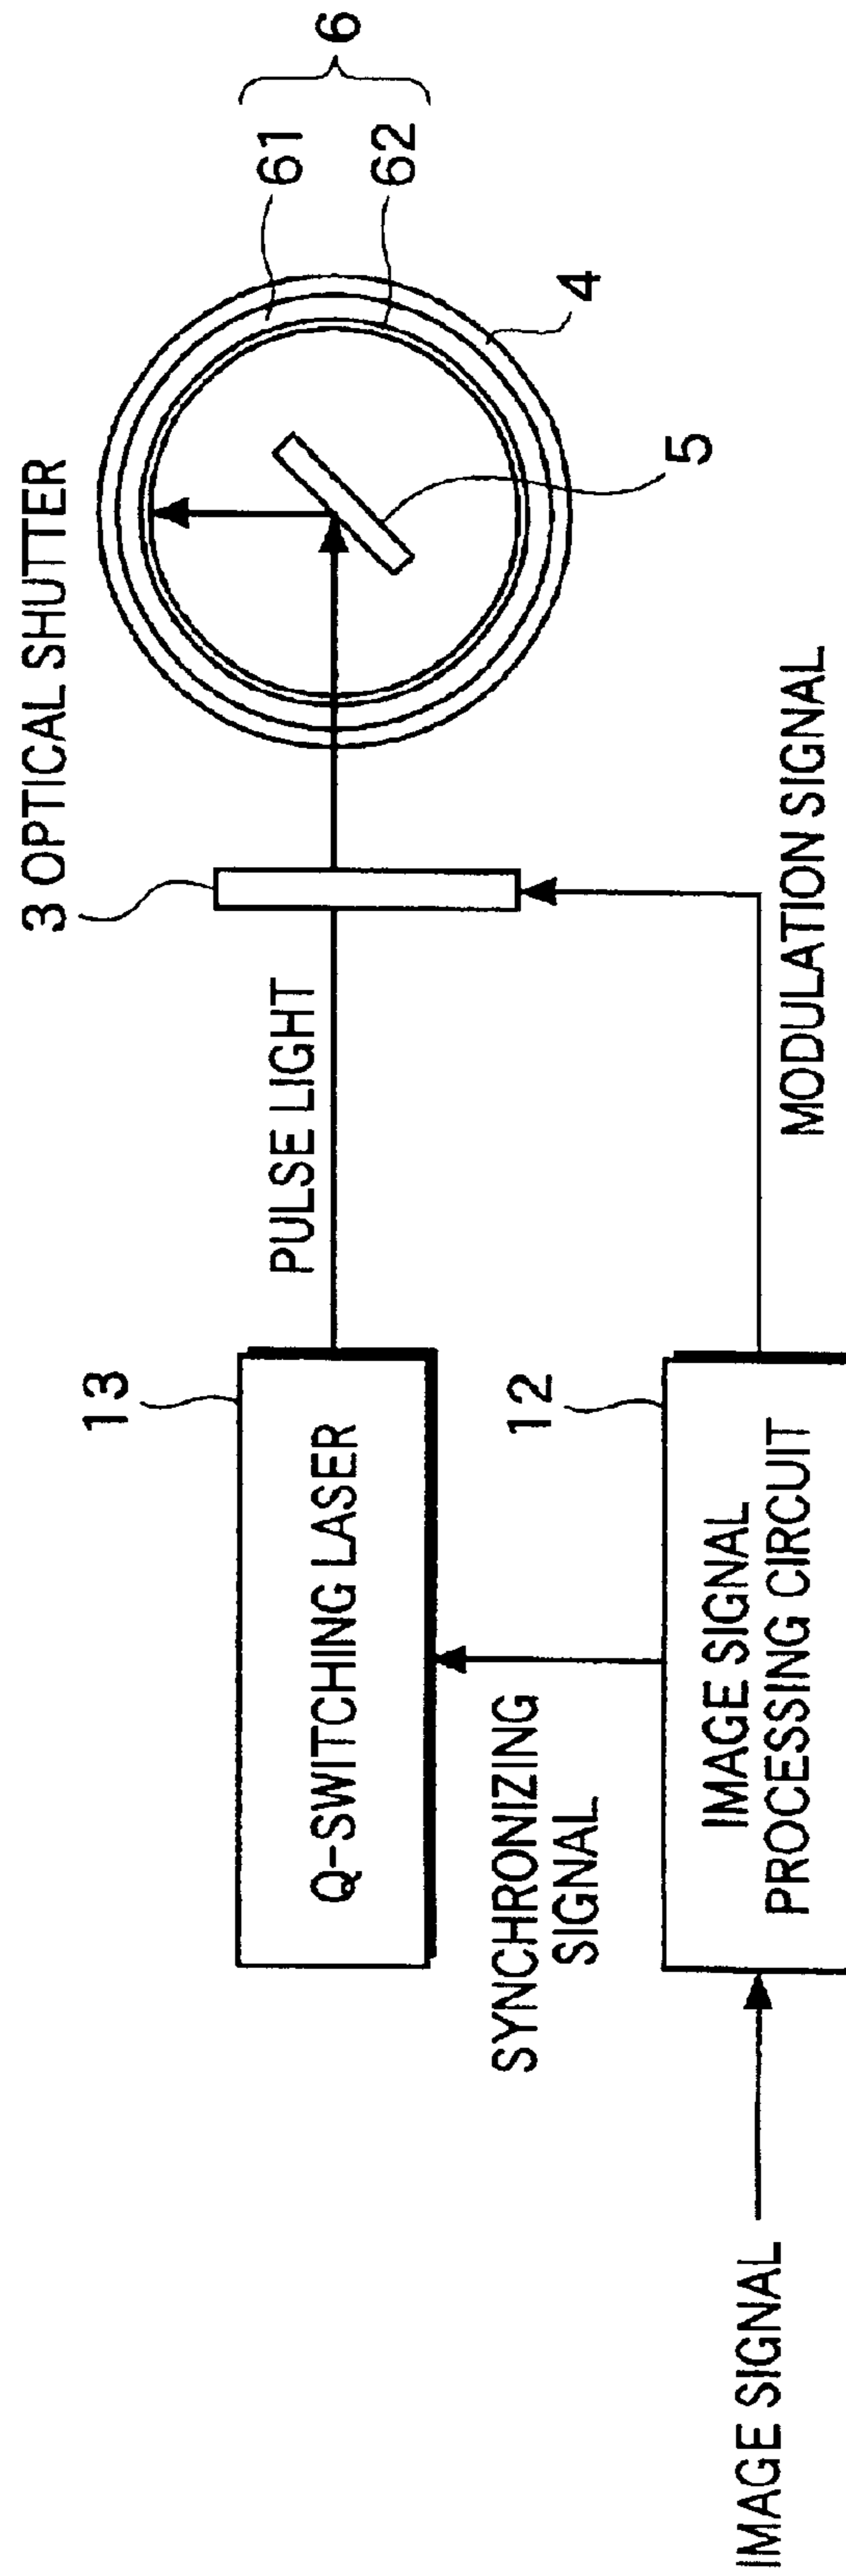 3 OPTICAL SHUTTER
6
61
62
4
5
PULSE LIGHT
13
Q-SWITCHING LASER
MODULATION SIGNAL
SYNCHRONIZING
SIGNAL
12
IMAGE SIGNAL
PROCESSING CIRCUIT
IMAGE SIGNAL